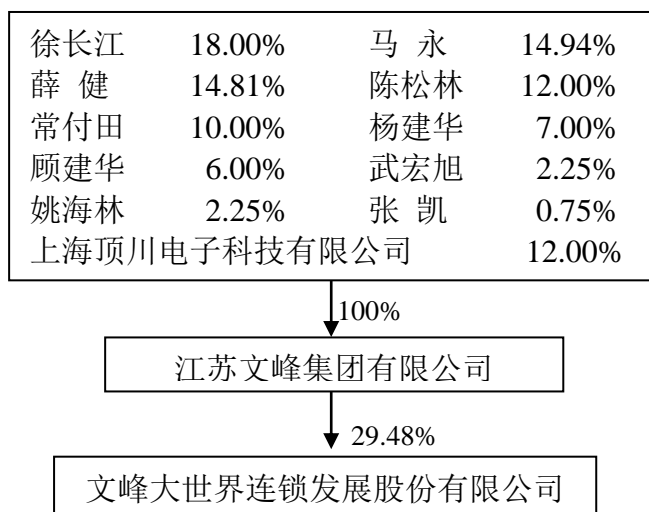 徐长江 18.00% 马 永 14.94%
薛 健 14.81% 陈松林 12.00%
常付田 10.00% 杨建华 7.00%
顾建华 6.00% 武宏旭 2.25%
姚海林 2.25% 张 凯 0.75%
上海顶川电子科技有限公司 12.00%
100%
江苏文峰集团有限公司
29.48%
文峰大世界连锁发展股份有限公司